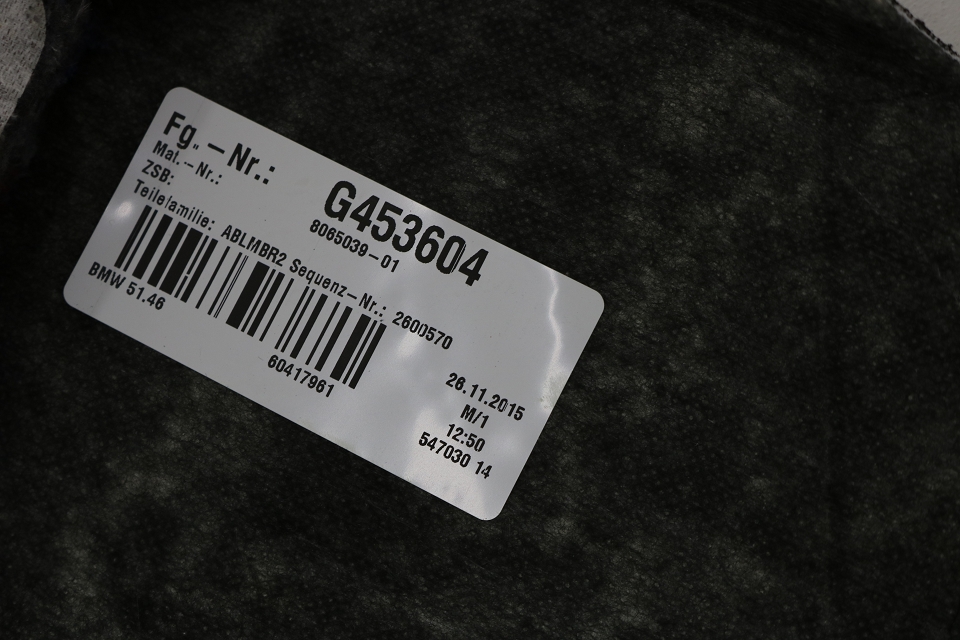 Fg. – Nr.: G453604
Mat. – Nr.: 8065039–01
ZSB:
Teilefamilie: ABLMBR2 Sequenz–Nr.: 2600570
BMW 51.46
60417961
26.11.2015
M/1
12:50
547030 14